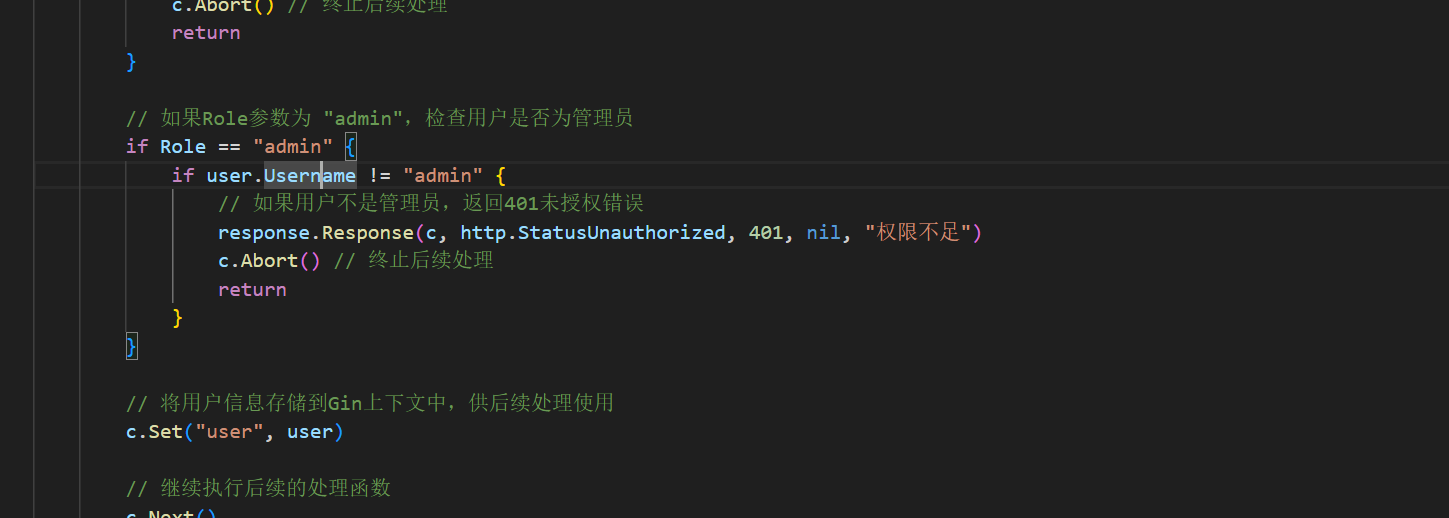 c.Abort() // 终止后续处理
return
}
// 如果Role参数为 "admin"，检查用户是否为管理员
if Role == "admin" {
if user.Username != "admin" {
// 如果用户不是管理员，返回401未授权错误
response.Response(c, http.StatusUnauthorized, 401, nil, "权限不足")
c.Abort() // 终止后续处理
return
}
}
// 将用户信息存储到Gin上下文中，供后续处理使用
c.Set("user", user)
// 继续执行后续的处理函数
c.Next()